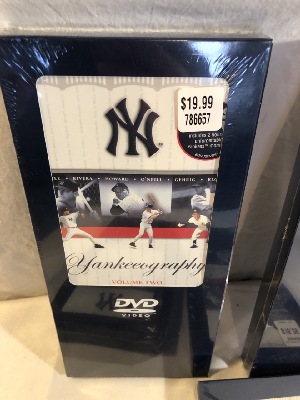 NY
$19.99
786657
RIVERA • HOWARD • O'NEILL • GEHRIG
Yankeeography
VOLUME TWO
DVD
VIDEO